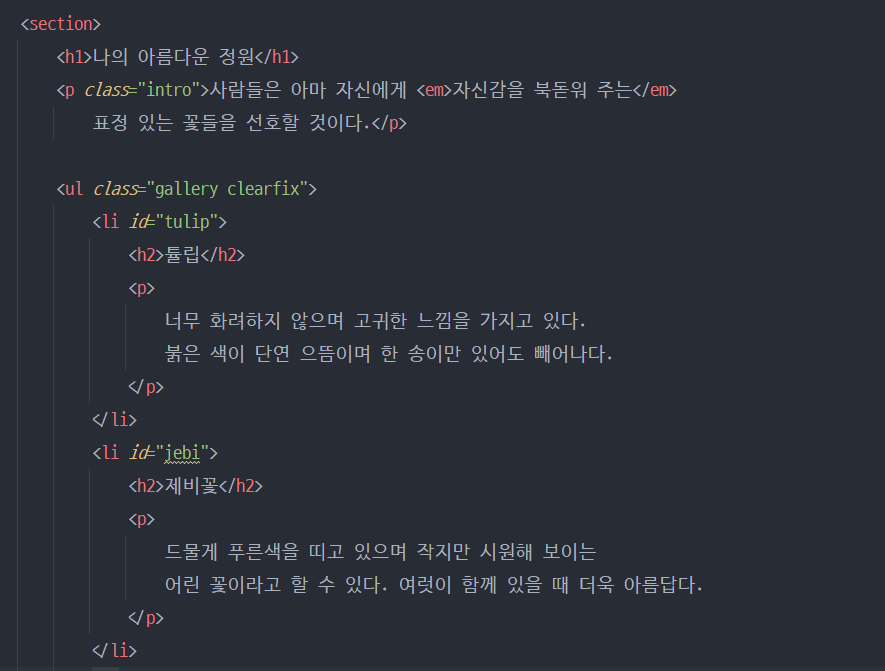 <section>
<h1>나의 아름다운 정원</h1>
<p class="intro">사람들은 아마 자신에게 <em>자신감을 북돋워 주는</em>
표정 있는 꽃들을 선호할 것이다.</p>
<ul class="gallery clearfix">
<li id="tulip">
<h2>튤립</h2>
<p>
너무 화려하지 않으며 고귀한 느낌을 가지고 있다.
붉은 색이 단연 으뜸이며 한 송이만 있어도 빼어나다.
</p>
</li>
<li id="jebi">
<h2>제비꽃</h2>
<p>
드물게 푸른색을 띠고 있으며 작지만 시원해 보이는
어린 꽃이라고 할 수 있다. 여럿이 함께 있을 때 더욱 아름답다.
</p>
</li>